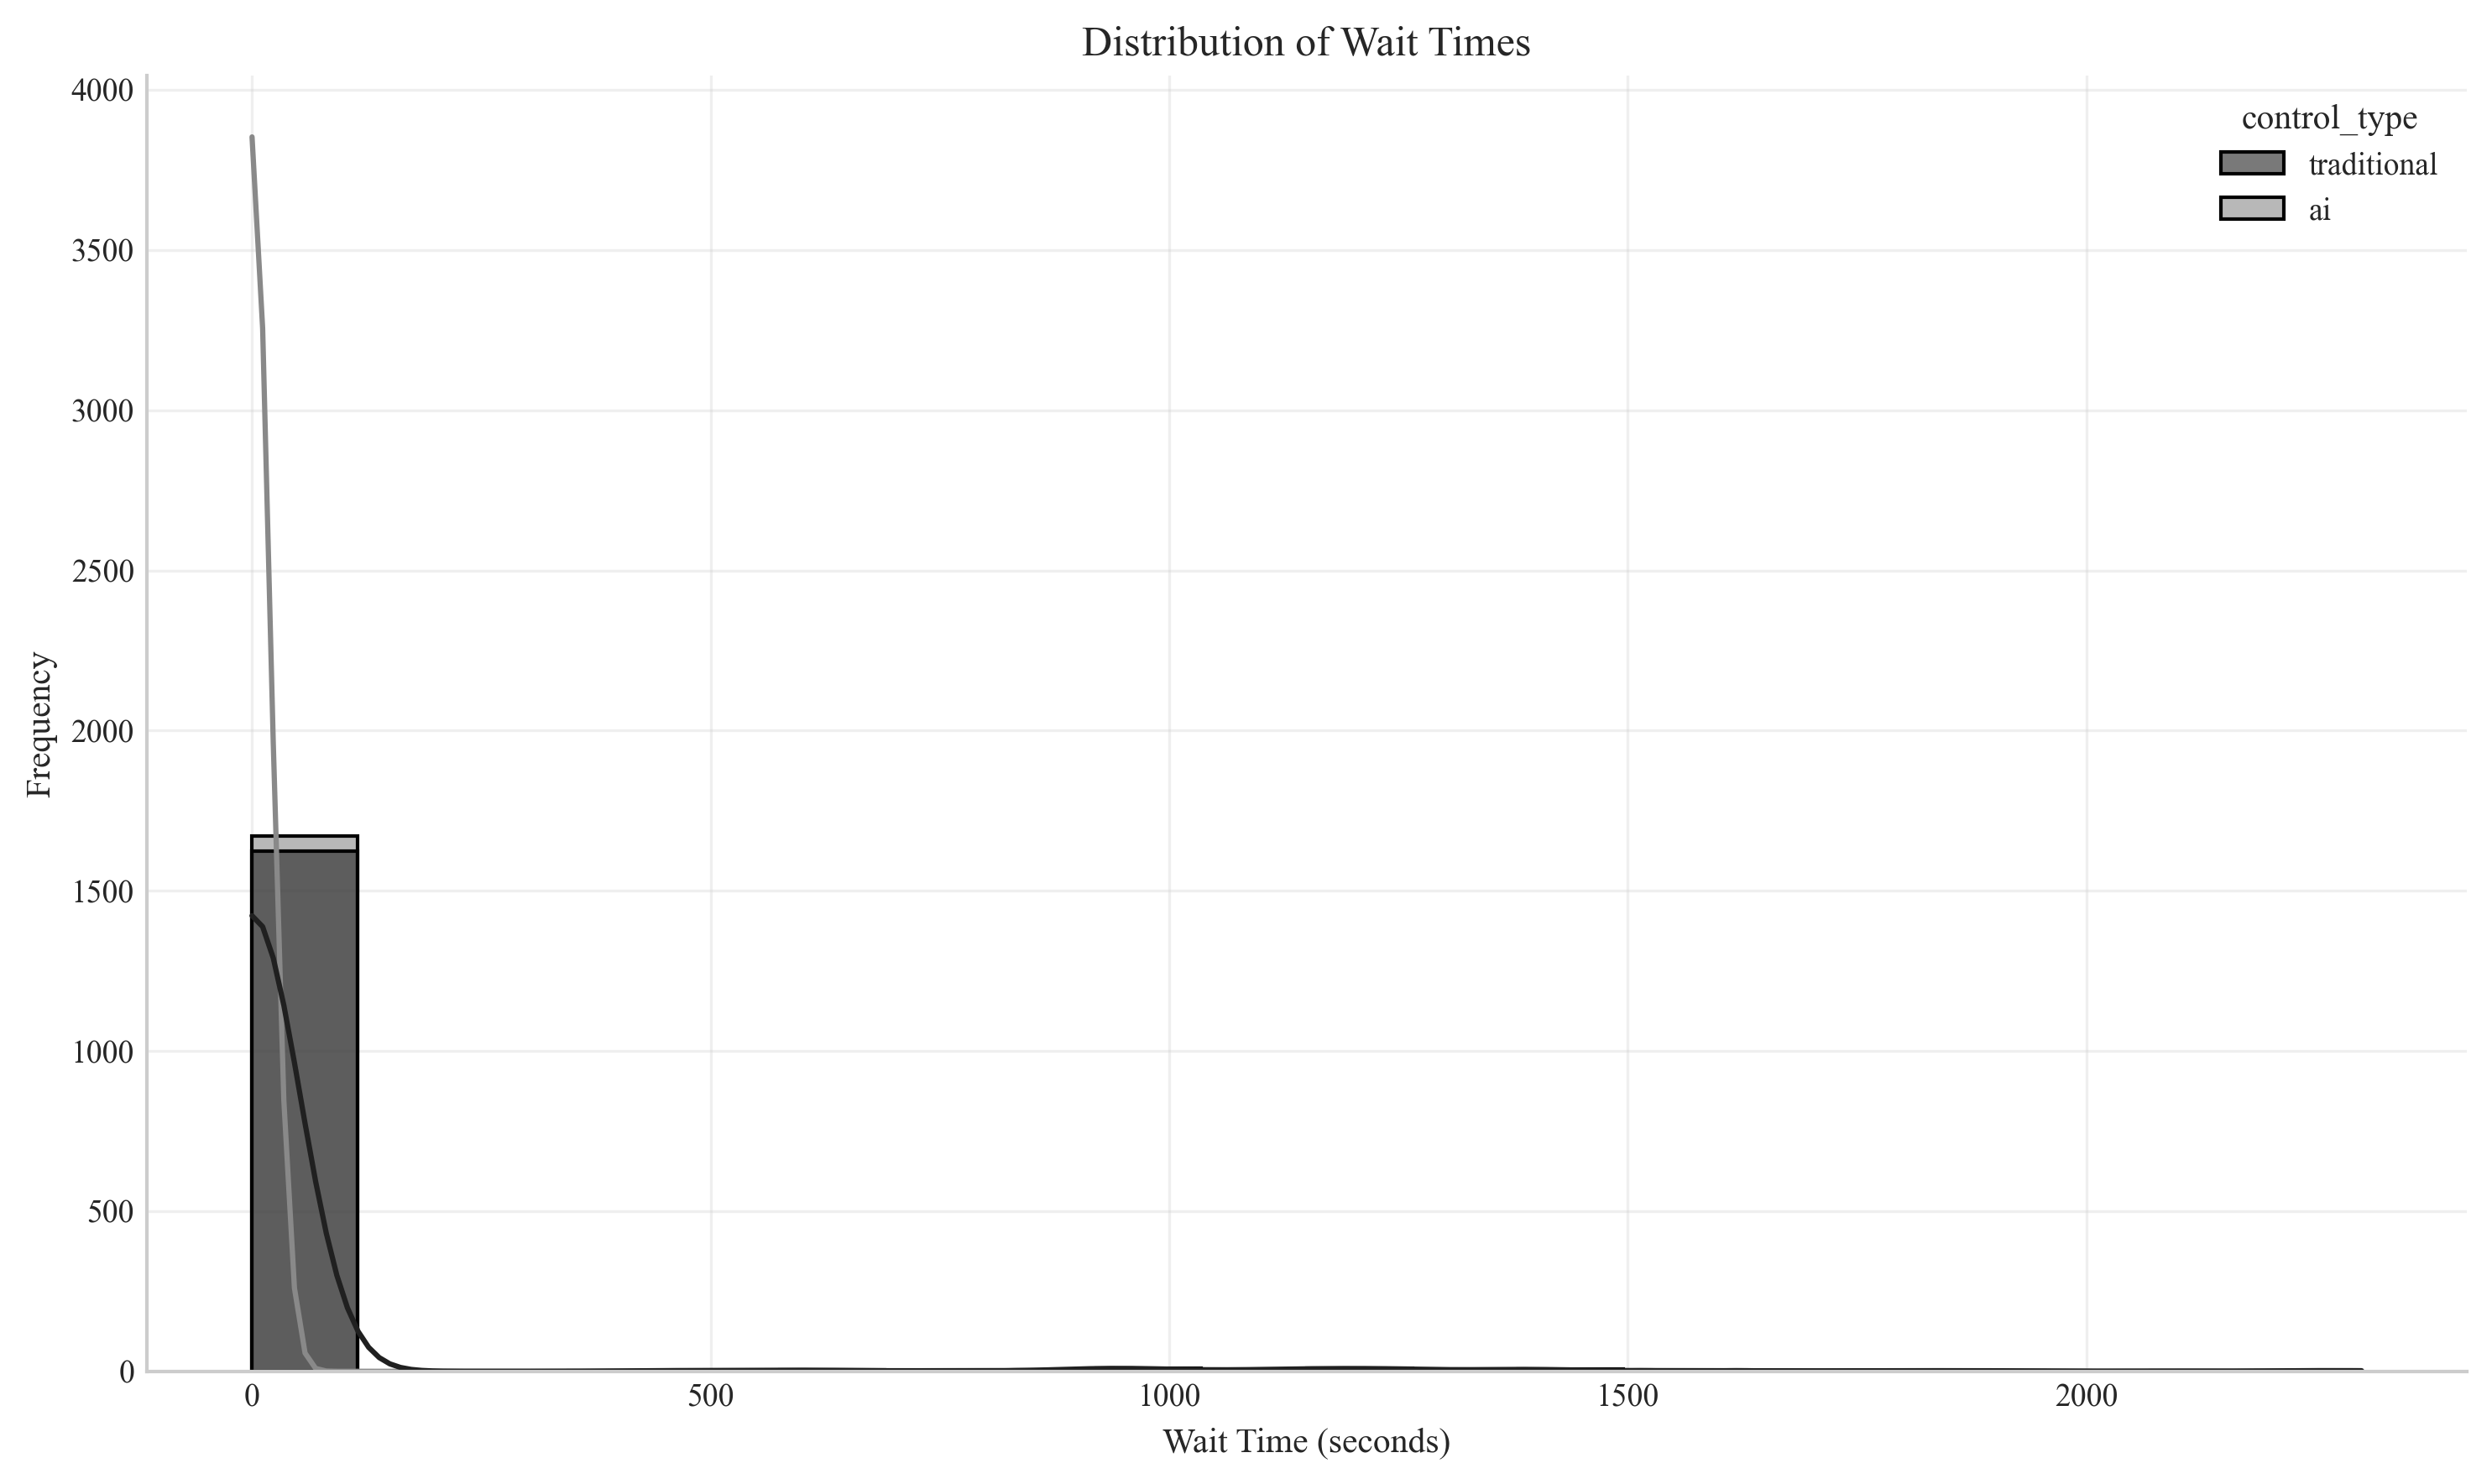 Distribution of Wait Times
control_type
traditional
ai
Frequency
4000
3500
3000
2500
2000
1500
1000
500
0
0 500 1000 1500 2000
Wait Time (seconds)